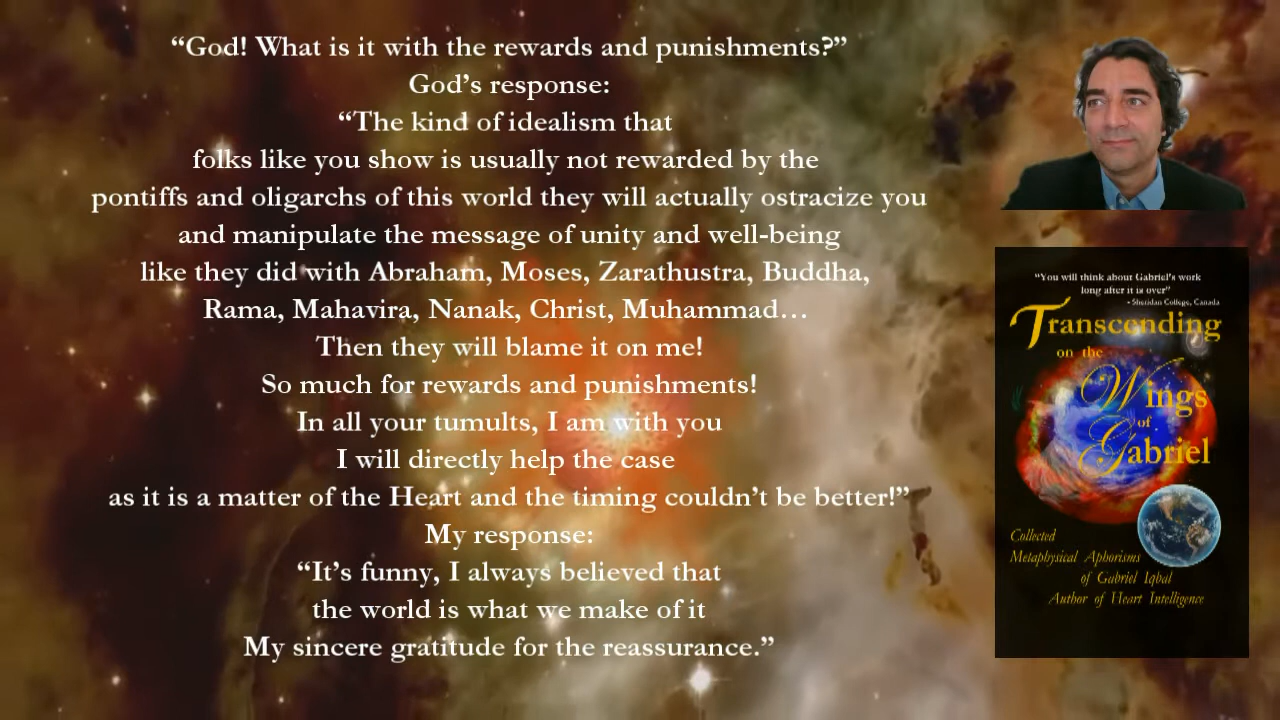 “God! What is it with the rewards and punishments?”
God’s response:
“The kind of idealism that
folks like you show is usually not rewarded by the
pontiffs and oligarchs of this world they will actually ostracize you
and manipulate the message of unity and well-being
like they did with Abraham, Moses, Zarathustra, Buddha,
Rama, Mahavira, Nanak, Christ, Muhammad…
Then they will blame it on me!
So much for rewards and punishments!
In all your tumults, I am with you
I will directly help the case
as it is a matter of the Heart and the timing couldn’t be better!”
My response:
“It’s funny, I always believed that
the world is what we make of it
My sincere gratitude for the reassurance.”
“You will think about Gabriel’s work
long after it is over”
- Sheridan College, Canada
Transcending
on the
Wings
of
Gabriel
Collected
Metaphysical Aphorisms
of Gabriel Iqbal
Author of Heart Intelligence